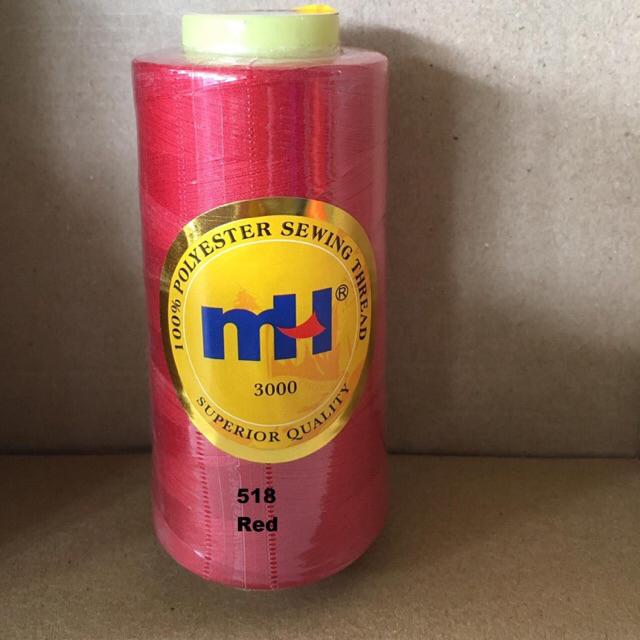 100% POLYESTER SEWING THREAD
mH®
3000
SUPERIOR QUALITY
518
Red